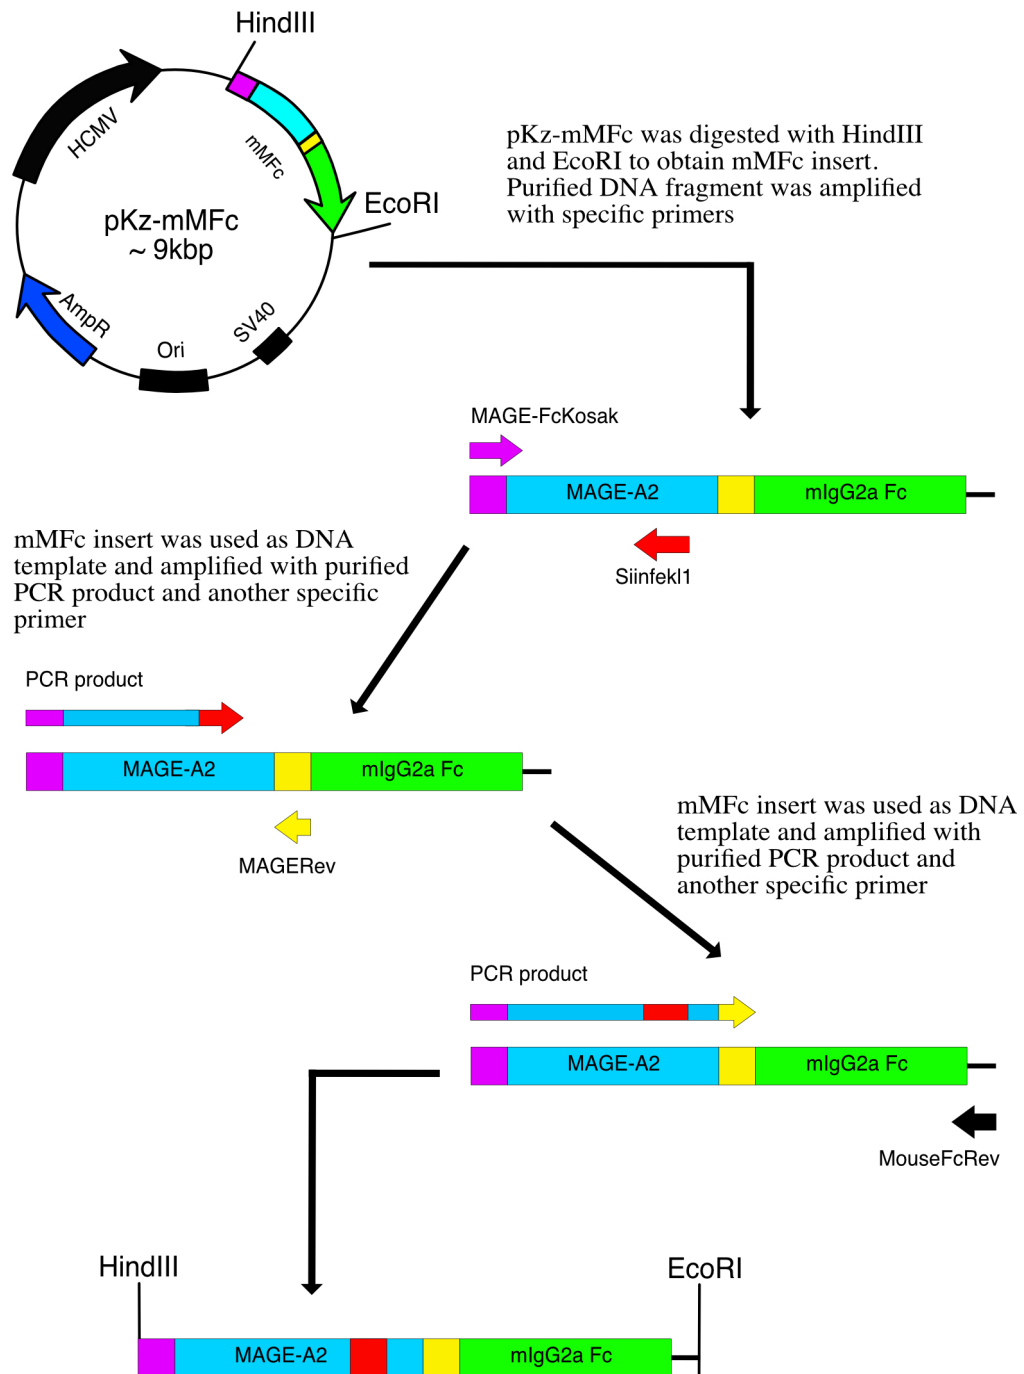 HindIII
HCMV
mMFc
pKz-mMFc
~ 9kbp
EcoRI
AmpR
Ori
SV40
pKz-mMFc was digested with HindIII
and EcoRI to obtain mMFc insert.
Purified DNA fragment was amplified
with specific primers
MAGE-FcKosak
MAGE-A2
mIgG2a Fc
Siinfekl1
mMFc insert was used as DNA
template and amplified with purified
PCR product and another specific
primer
PCR product
MAGE-A2
mIgG2a Fc
MAGERev
mMFc insert was used as DNA
template and amplified with
purified PCR product and
another specific primer
PCR product
MAGE-A2
mIgG2a Fc
MouseFcRev
HindIII
EcoRI
MAGE-A2
mIgG2a Fc